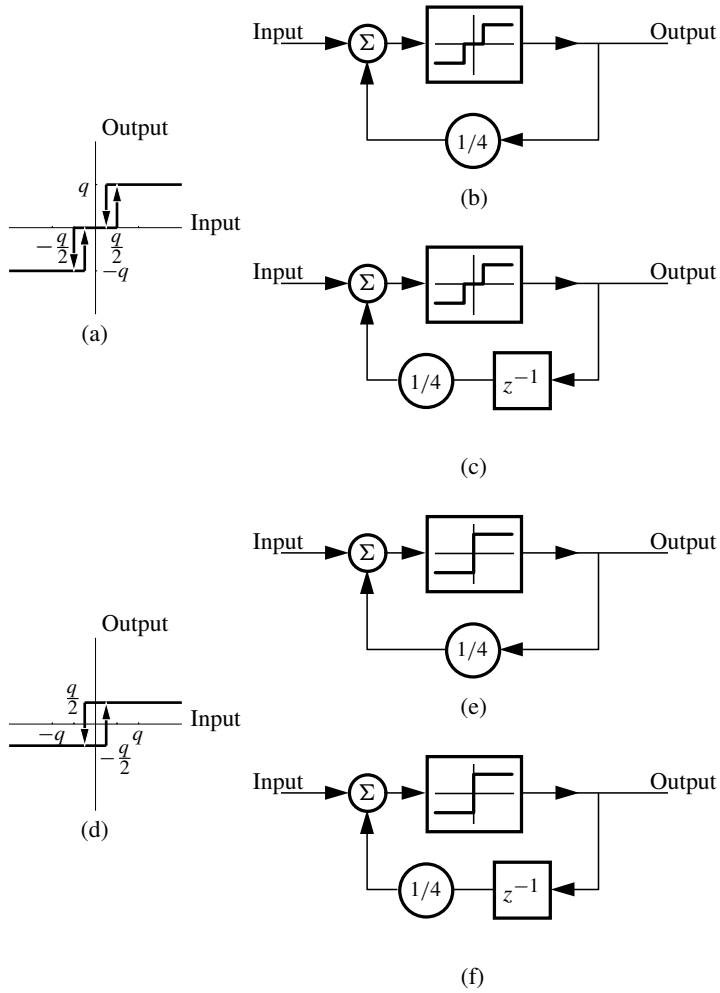 Input
Σ
Output
1/4
(b)
Output
q
Input
−q/2
q/2
−q
(a)
Input
Σ
Output
1/4
z⁻¹
(c)
Input
Σ
Output
1/4
(e)
Output
q/2
Input
−q
q
−q/2
(d)
Input
Σ
Output
1/4
z⁻¹
(f)